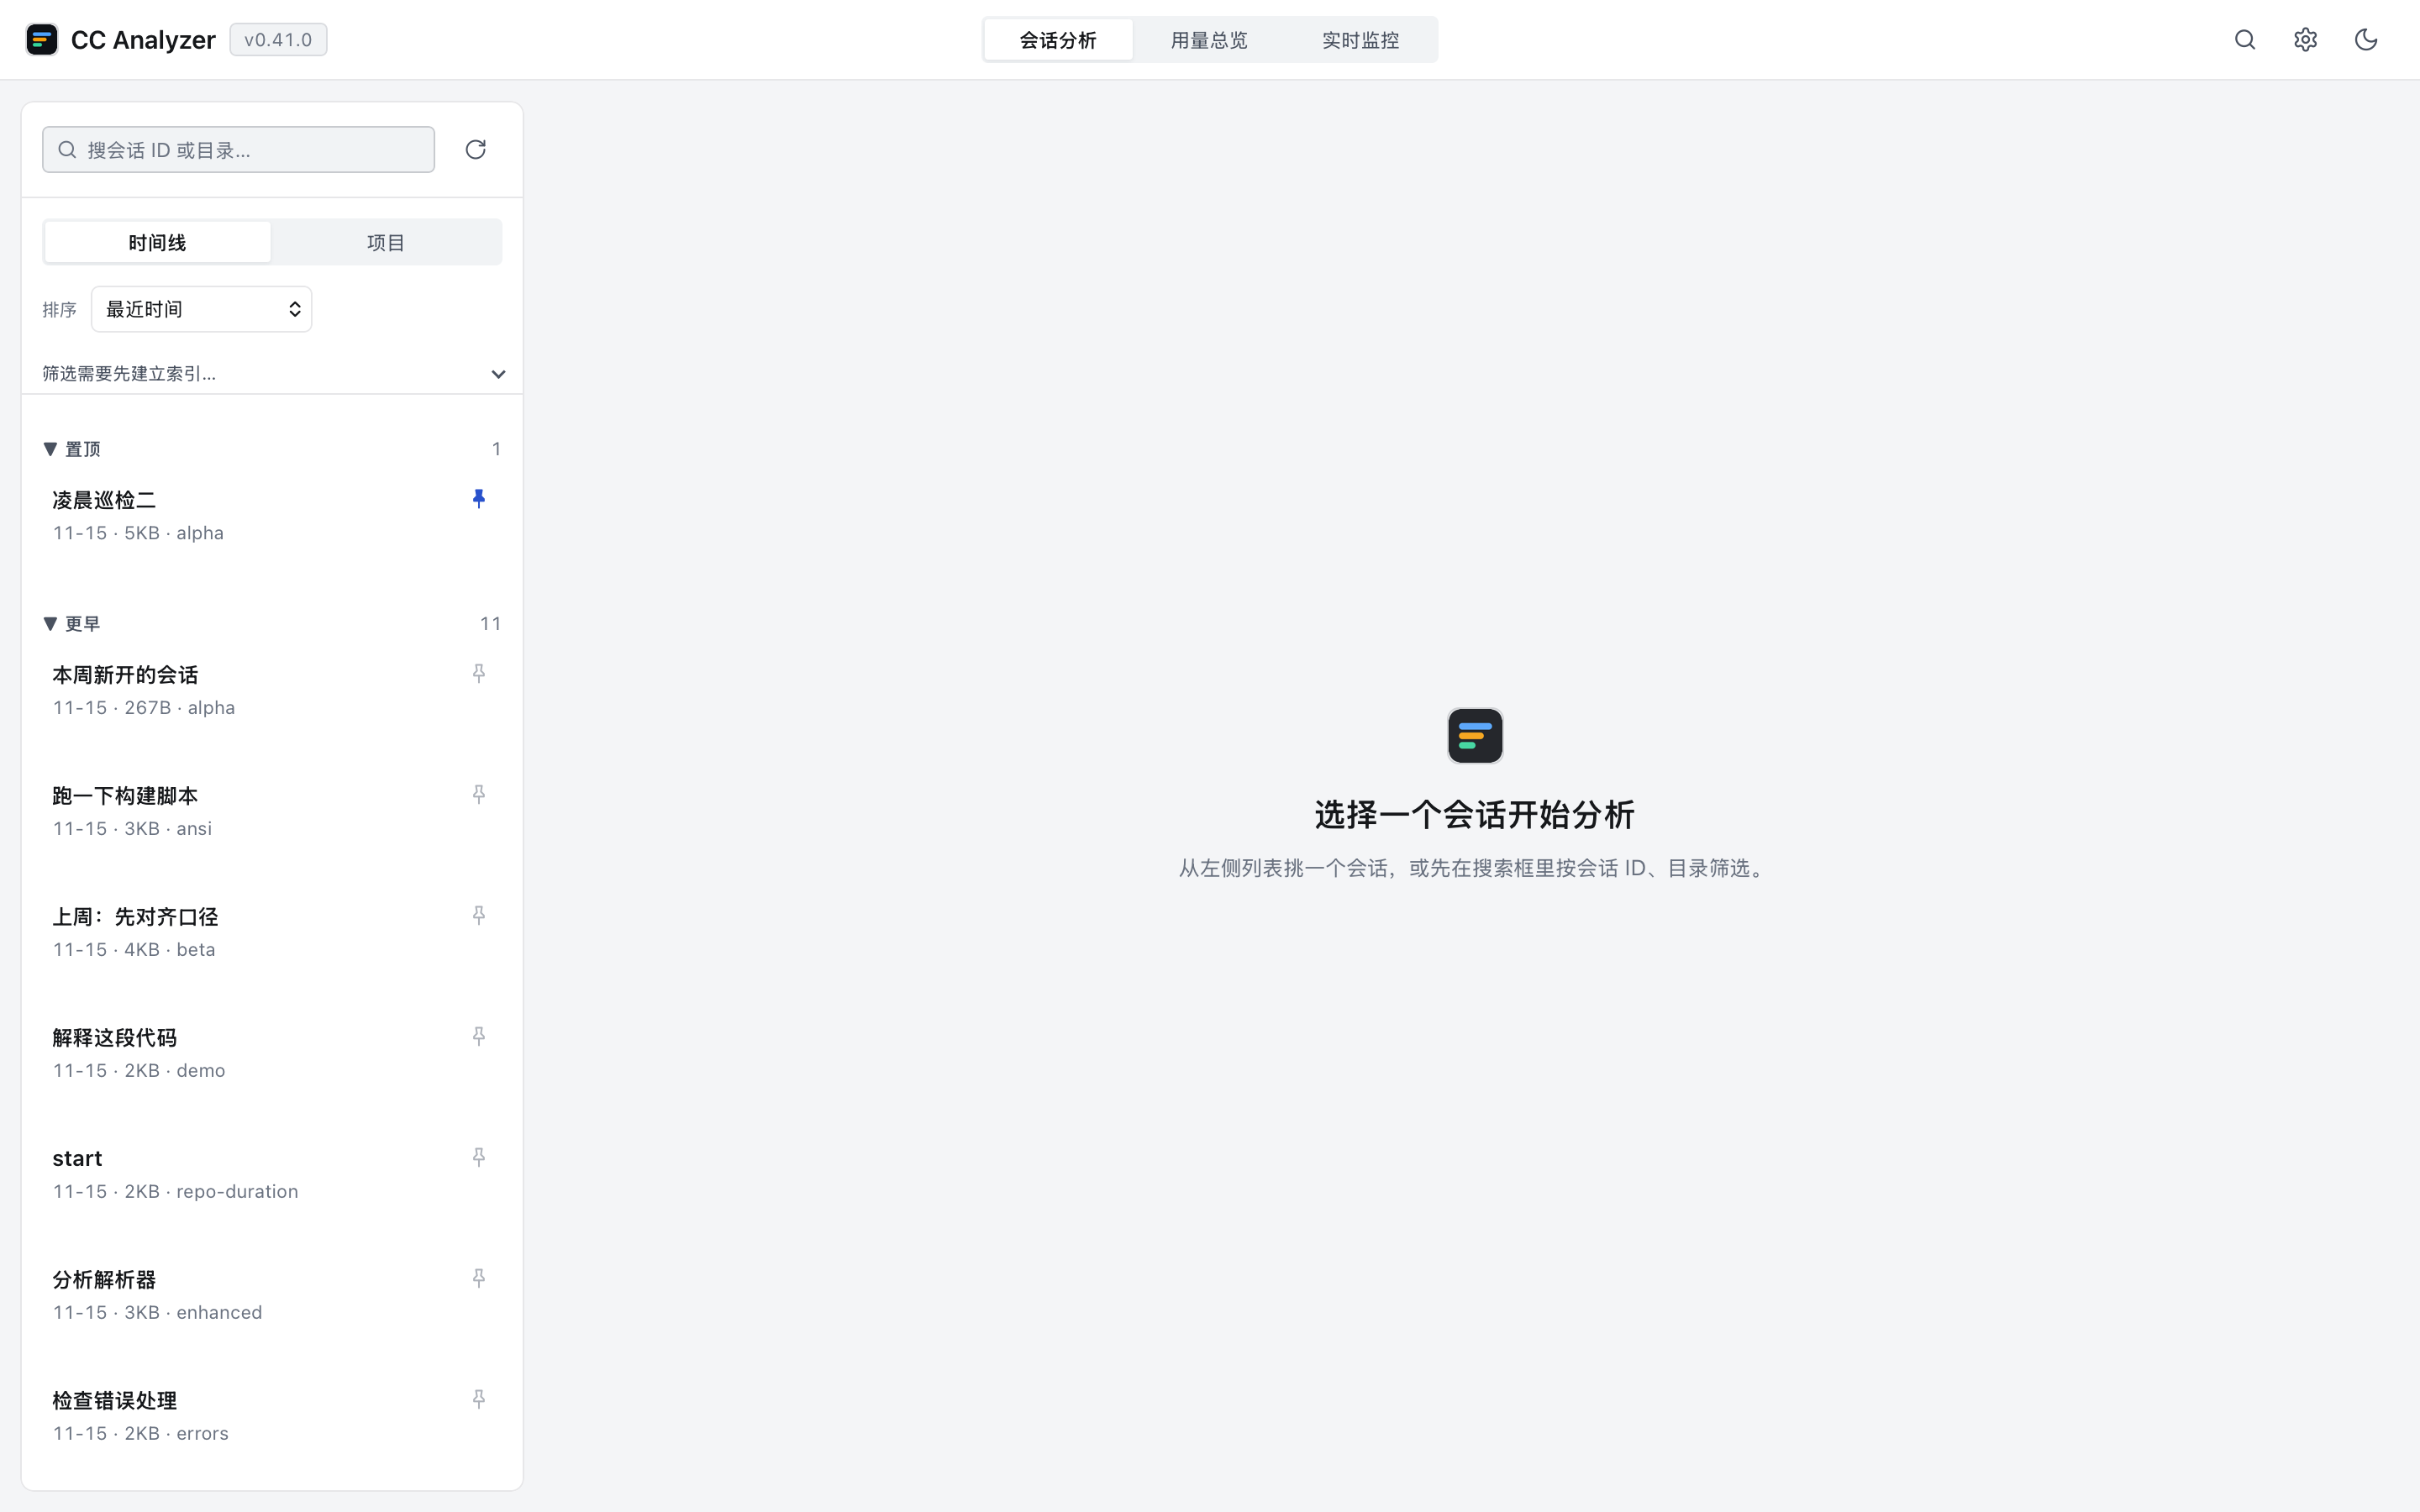 CC Analyzer v0.41.0
会话分析 用量总览 实时监控
搜会话 ID 或目录...
时间线 项目
排序 最近时间
筛选需要先建立索引...
置顶 1
凌晨巡检二
11-15 · 5KB · alpha
更早 11
本周新开的会话
11-15 · 267B · alpha
跑一下构建脚本
11-15 · 3KB · ansi
上周：先对齐口径
11-15 · 4KB · beta
解释这段代码
11-15 · 2KB · demo
start
11-15 · 2KB · repo-duration
分析解析器
11-15 · 3KB · enhanced
检查错误处理
11-15 · 2KB · errors
选择一个会话开始分析
从左侧列表挑一个会话，或先在搜索框里按会话 ID、目录筛选。